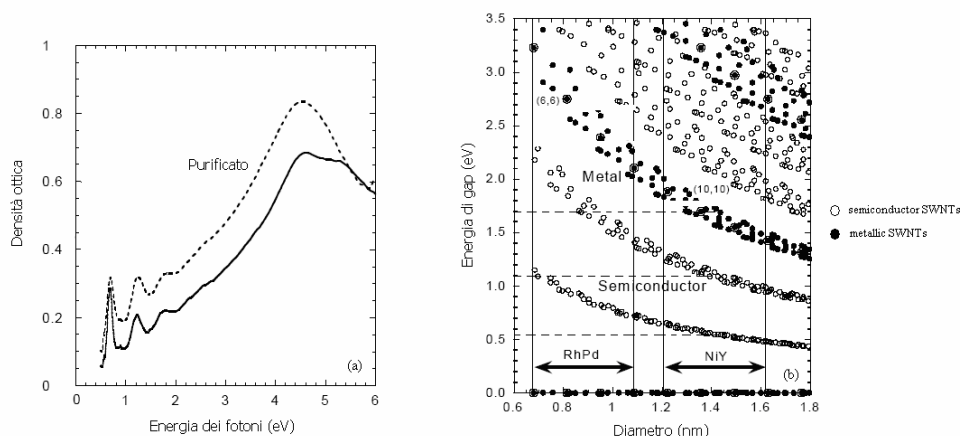 1
0.8
0.6
0.4
0.2
0
0 1 2 3 4 5 6
Densità ottica
Energia dei fotoni (eV)
Purificato
(a)
3.5
3.0
2.5
2.0
1.5
1.0
0.5
0.0
0.6 0.8 1.0 1.2 1.4 1.6 1.8
Energia di gap (eV)
Diametro (nm)
(6,6)
Metal
(10,10)
Semiconductor
RhPd
NiY
(b)
semiconductor SWNTs
metallic SWNTs